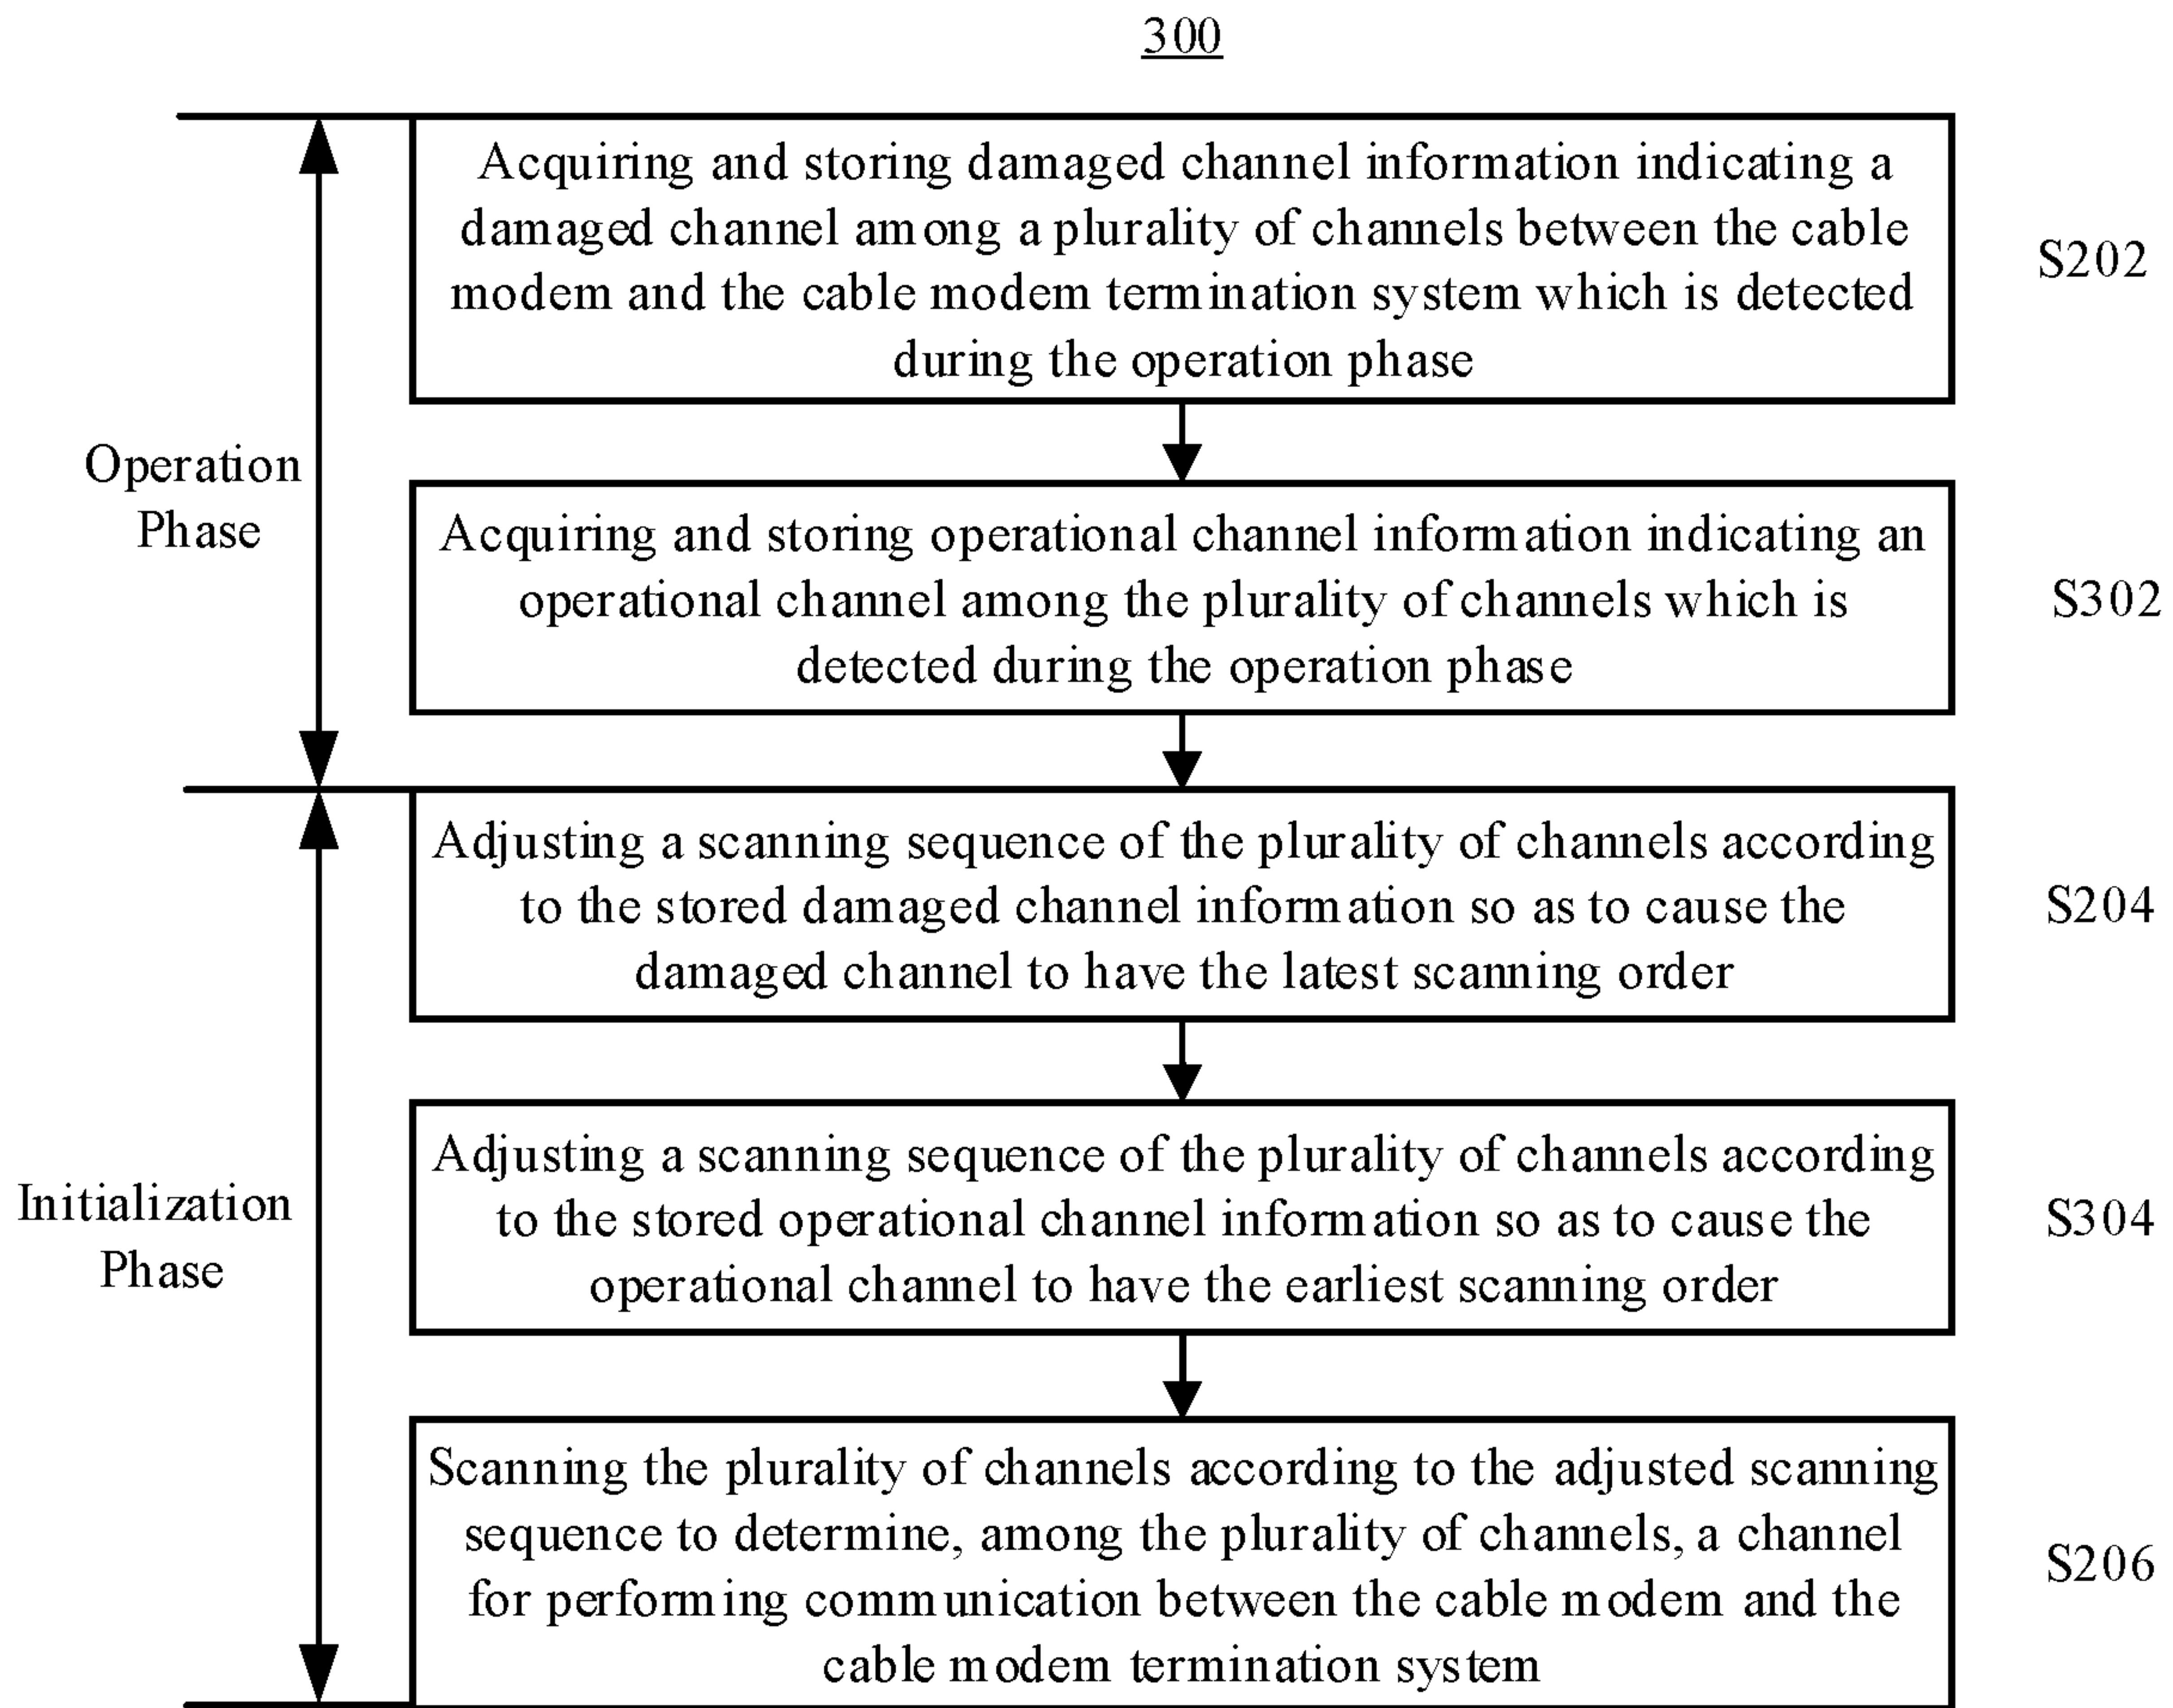 300
Acquiring and storing damaged channel information indicating a
damaged channel among a plurality of channels between the cable
modem and the cable modem termination system which is detected
during the operation phase
S202
Operation
Phase
Acquiring and storing operational channel information indicating an
operational channel among the plurality of channels which is
detected during the operation phase
S302
Adjusting a scanning sequence of the plurality of channels according
to the stored damaged channel information so as to cause the
damaged channel to have the latest scanning order
S204
Initialization
Phase
Adjusting a scanning sequence of the plurality of channels according
to the stored operational channel information so as to cause the
operational channel to have the earliest scanning order
S304
Scanning the plurality of channels according to the adjusted scanning
sequence to determine, among the plurality of channels, a channel
for performing communication between the cable modem and the
cable modem termination system
S206